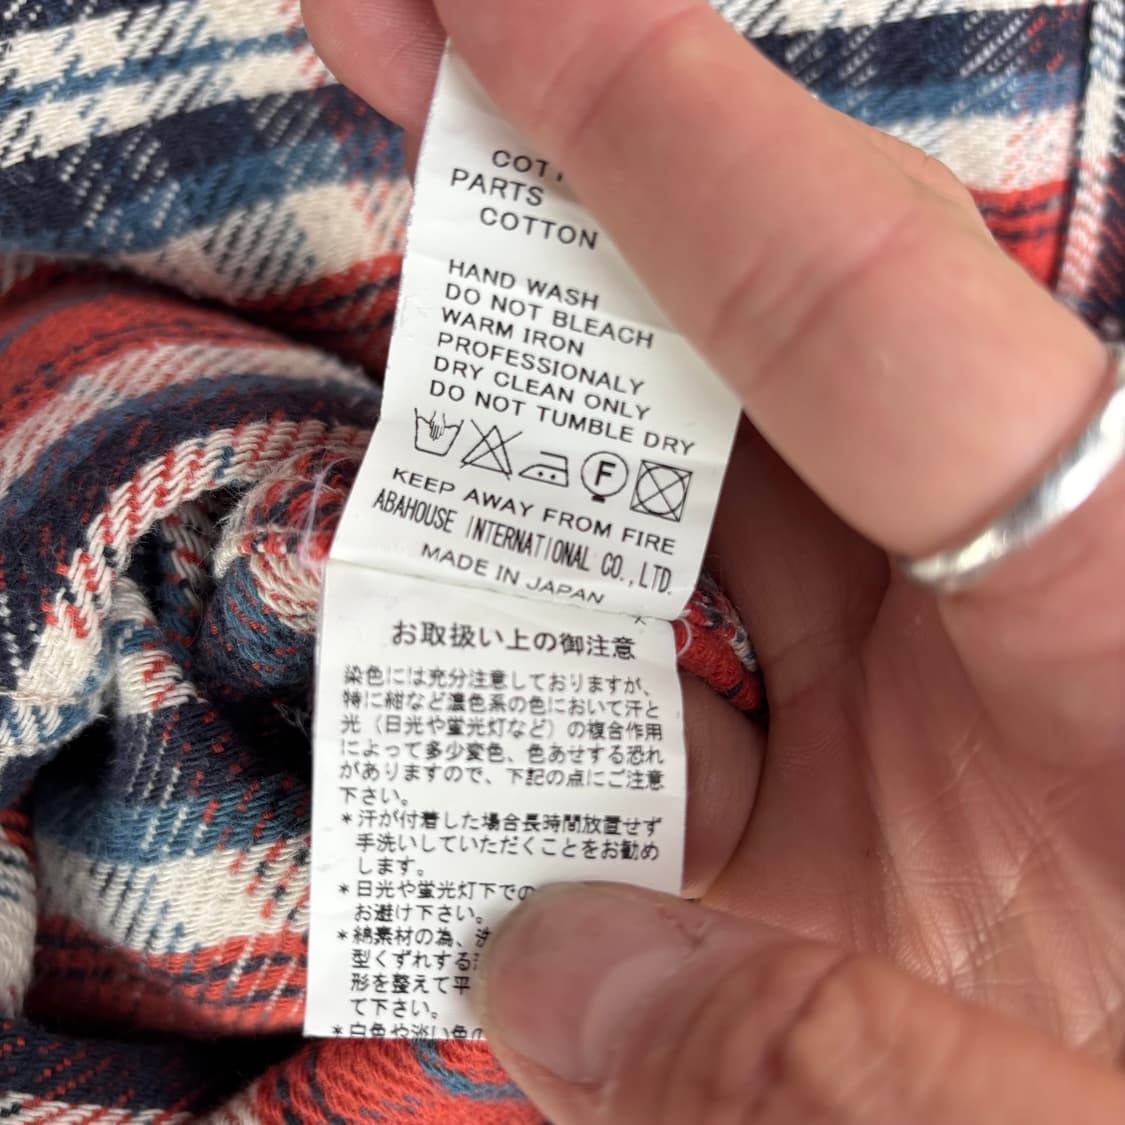 PARTS
COTTON
HAND WASH
DO NOT BLEACH
WARM IRON
PROFESSIONALY
DRY CLEAN ONLY
DO NOT TUMBLE DRY
F
KEEP AWAY FROM FIRE
ABAHOUSE INTERNATIONAL CO.,LTD.
MADE IN JAPAN
お取扱い上の御注意
染色には充分注意しておりますが、
特に紺など濃色系の色において汗と
光（日光や蛍光灯など）の複合作用
によって多少変色、色あせする恐れ
がありますので、下記の点にご注意
下さい。
*汗が付着した場合長時間放置せず
手洗いしていただくことをお勧め
します。
*日光や蛍光灯下での
お避け下さい。
*綿素材の為、洗
型くずれする
形を整えて平
て下さい。
*白色や淡い色の